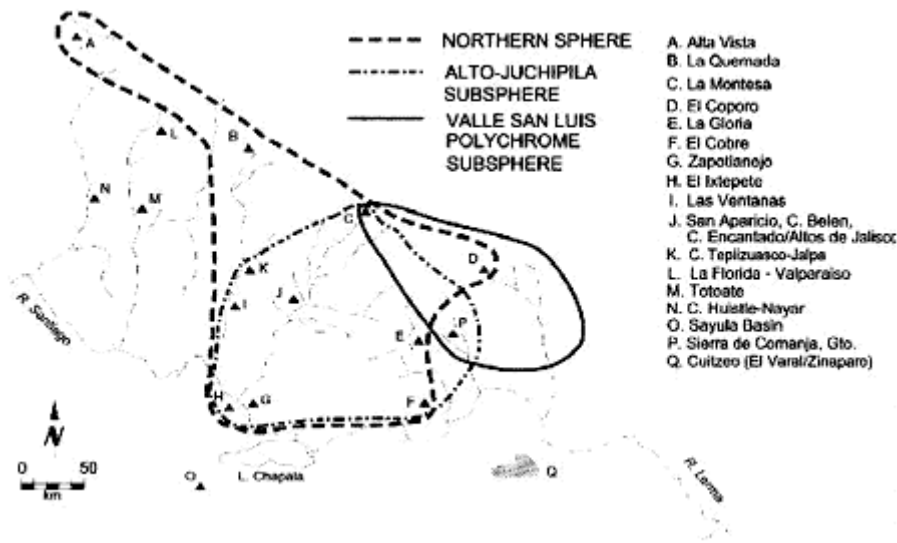 NORTHERN SPHERE
ALTO-JUCHIPILA
SUBSPHERE
VALLE SAN LUIS
POLYCHROME
SUBSPHERE
A. Alta Vista
B. La Quemada
C. La Montesa
D. El Coporo
E. La Gloria
F. El Cobre
G. Zapotlanejo
H. El Ixtepete
I. Las Ventanas
J. San Aparicio, C. Belen,
C. Encantado/Altos de Jalisco
K. C. Tepizuasco-Jalpa
L. La Florida - Valparaiso
M. Totoate
N. C. Huistle-Nayar
O. Sayula Basin
P. Sierra de Comanja, Gto.
Q. Cuitzeo (El Varal/Zinaparo)
A
L
B
N
M
C
D
K
I
J
E
P
H
G
F
O
Q
R. Santiago
L. Chapala
R. Lerma
N
0 50
km